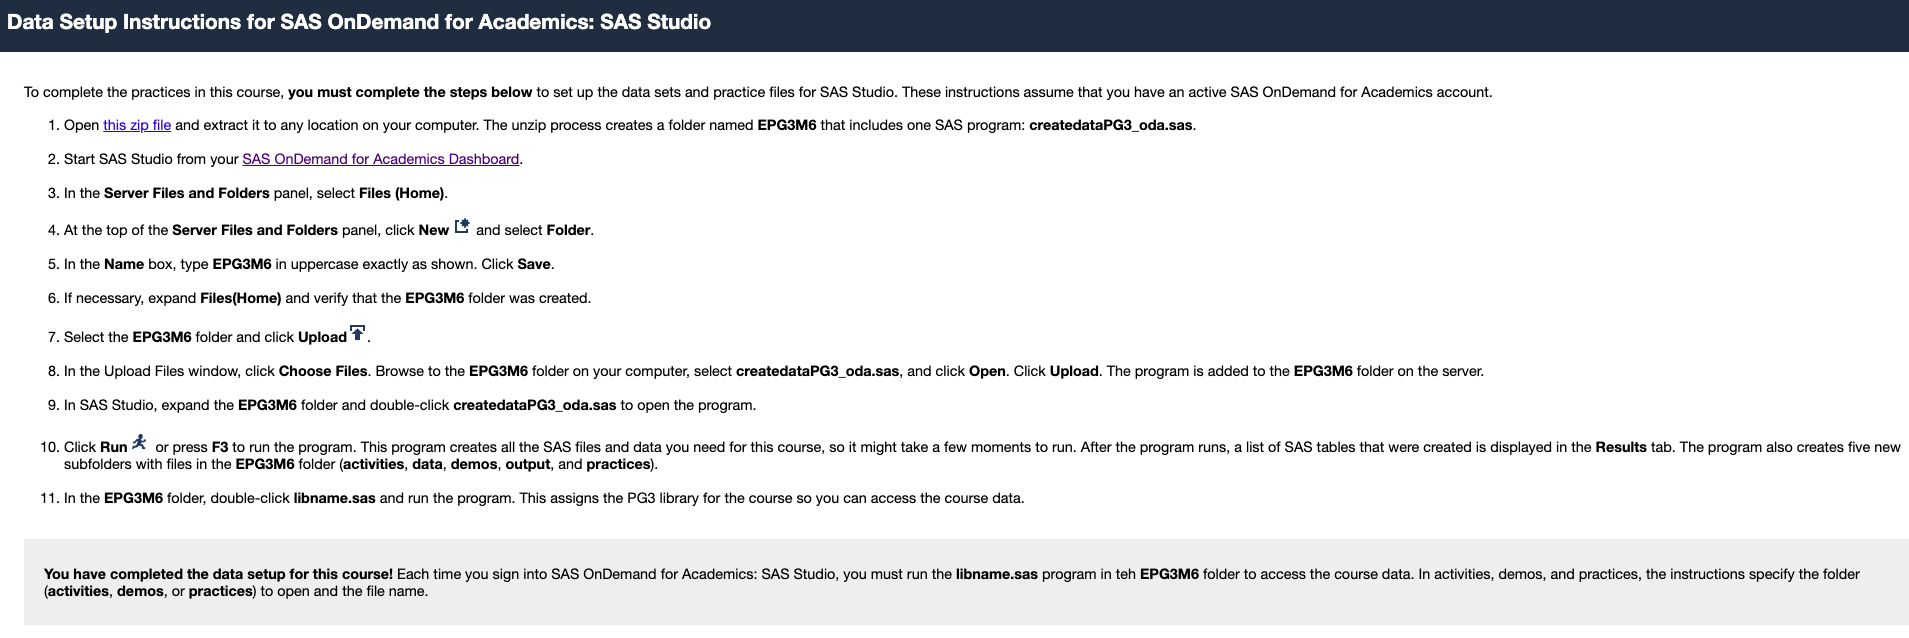 Data Setup Instructions for SAS OnDemand for Academics: SAS Studio
To complete the practices in this course, you must complete the steps below to set up the data sets and practice files for SAS Studio. These instructions assume that you have an active SAS OnDemand for Academics account.
1. Open this zip file and extract it to any location on your computer. The unzip process creates a folder named EPG3M6 that includes one SAS program: createdataPG3_oda.sas.
2. Start SAS Studio from your SAS OnDemand for Academics Dashboard.
3. In the Server Files and Folders panel, select Files (Home).
4. At the top of the Server Files and Folders panel, click New and select Folder.
5. In the Name box, type EPG3M6 in uppercase exactly as shown. Click Save.
6. If necessary, expand Files(Home) and verify that the EPG3M6 folder was created.
7. Select the EPG3M6 folder and click Upload .
8. In the Upload Files window, click Choose Files. Browse to the EPG3M6 folder on your computer, select createdataPG3_oda.sas, and click Open. Click Upload. The program is added to the EPG3M6 folder on the server.
9. In SAS Studio, expand the EPG3M6 folder and double-click createdataPG3_oda.sas to open the program.
10. Click Run or press F3 to run the program. This program creates all the SAS files and data you need for this course, so it might take a few moments to run. After the program runs, a list of SAS tables that were created is displayed in the Results tab. The program also creates five new
subfolders with files in the EPG3M6 folder (activities, data, demos, output, and practices).
11. In the EPG3M6 folder, double-click libname.sas and run the program. This assigns the PG3 library for the course so you can access the course data.
You have completed the data setup for this course! Each time you sign into SAS OnDemand for Academics: SAS Studio, you must run the libname.sas program in teh EPG3M6 folder to access the course data. In activities, demos, and practices, the instructions specify the folder
(activities, demos, or practices) to open and the file name.